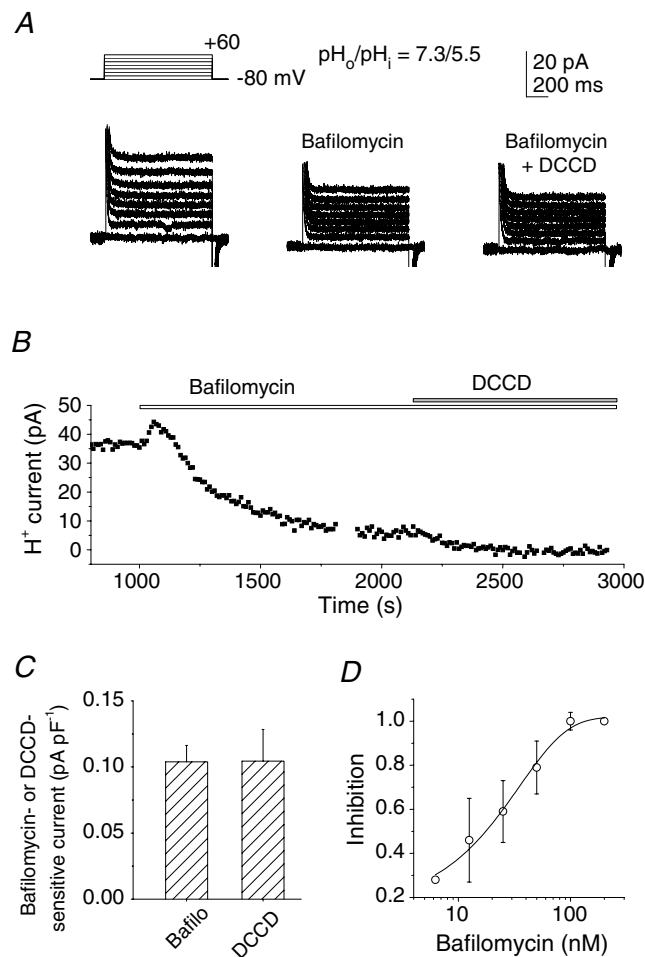 A
+60
-80 mV
pHo/pHi = 7.3/5.5
20 pA
200 ms
Bafilomycin
Bafilomycin
+ DCCD
B
Bafilomycin
DCCD
50
40
30
20
10
0
H+ current (pA)
1000
1500
2000
2500
3000
Time (s)
C
Bafilomycin- or DCCD-
sensitive current (pA pF-1)
0.15
0.10
0.05
0.00
Bafilo
DCCD
D
Inhibition
1.0
0.8
0.6
0.4
0.2
10
100
Bafilomycin (nM)